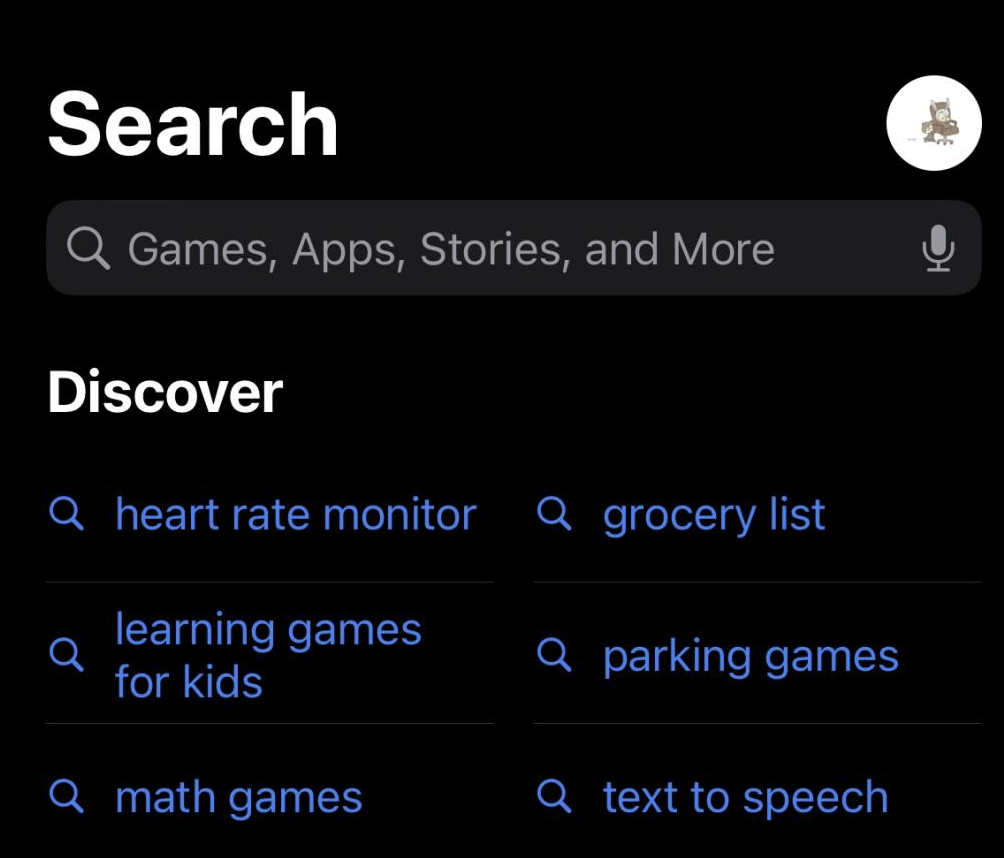 Search
Games, Apps, Stories, and More
Discover
heart rate monitor
grocery list
learning games
for kids
parking games
math games
text to speech